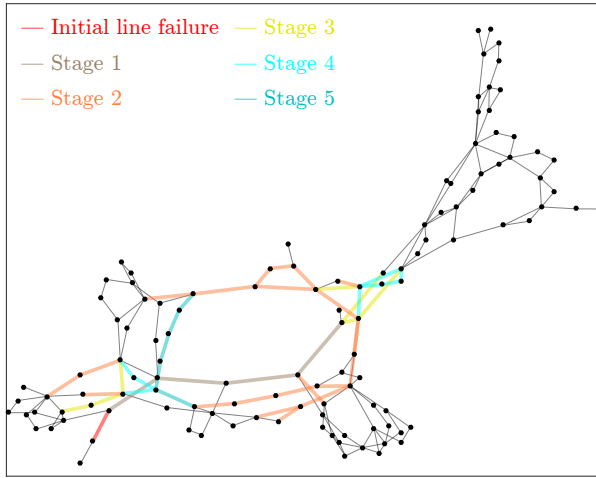 Initial line failure
Stage 1
Stage 2
Stage 3
Stage 4
Stage 5